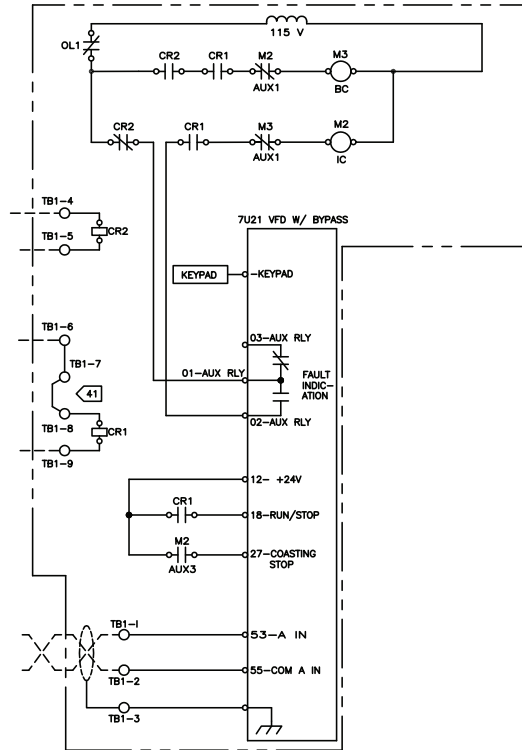 115 V
OL1
CR2
CR1
M2
M3
AUX1
BC
CR2
CR1
M3
M2
AUX1
IC
TB1-4
TB1-5
CR2
7U21 VFD W/ BYPASS
KEYPAD
-KEYPAD
TB1-6
03-AUX RLY
TB1-7
01-AUX RLY
FAULT
INDIC-
ATION
41
TB1-8
02-AUX RLY
CR1
TB1-9
12- +24V
CR1
18-RUN/STOP
M2
27-COASTING
STOP
AUX3
TB1-1
53-A IN
TB1-2
55-COM A IN
TB1-3